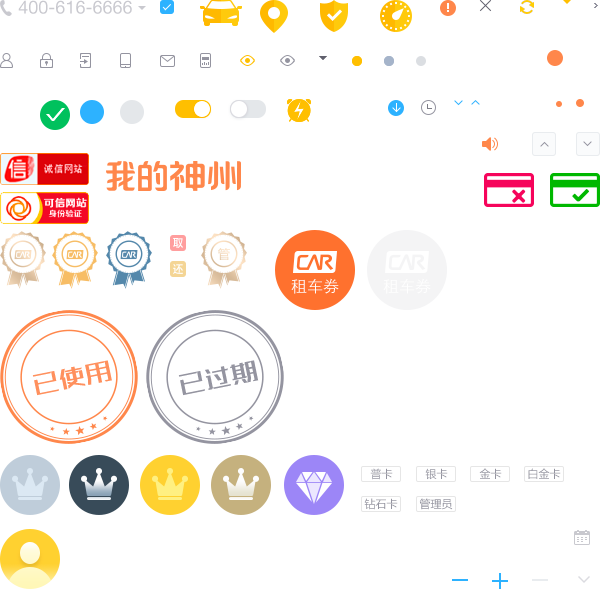 400-616-6666
信 诚信网站
我的神州
可信网站
身份验证
CAR
CAR
CAR
取
还
管
CAR
租车券
CAR
租车券
已使用
已过期
普卡
银卡
金卡
白金卡
钻石卡
管理员